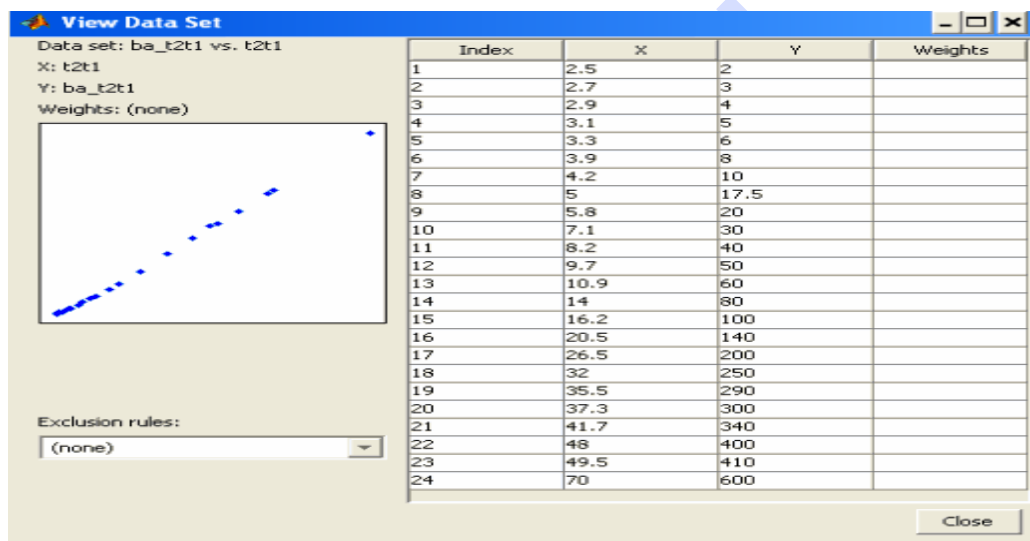 View Data Set
Data set: ba_t2t1 vs. t2t1
X: t2t1
Y: ba_t2t1
Weights: (none)
Exclusion rules:
(none)
Index X Y Weights
1 2.5 2
2 2.7 3
3 2.9 4
4 3.1 5
5 3.3 6
6 3.9 8
7 4.2 10
8 5 17.5
9 5.8 20
10 7.1 30
11 8.2 40
12 9.7 50
13 10.9 60
14 14 80
15 16.2 100
16 20.5 140
17 26.5 200
18 32 250
19 35.5 290
20 37.3 300
21 41.7 340
22 48 400
23 49.5 410
24 70 600
Close